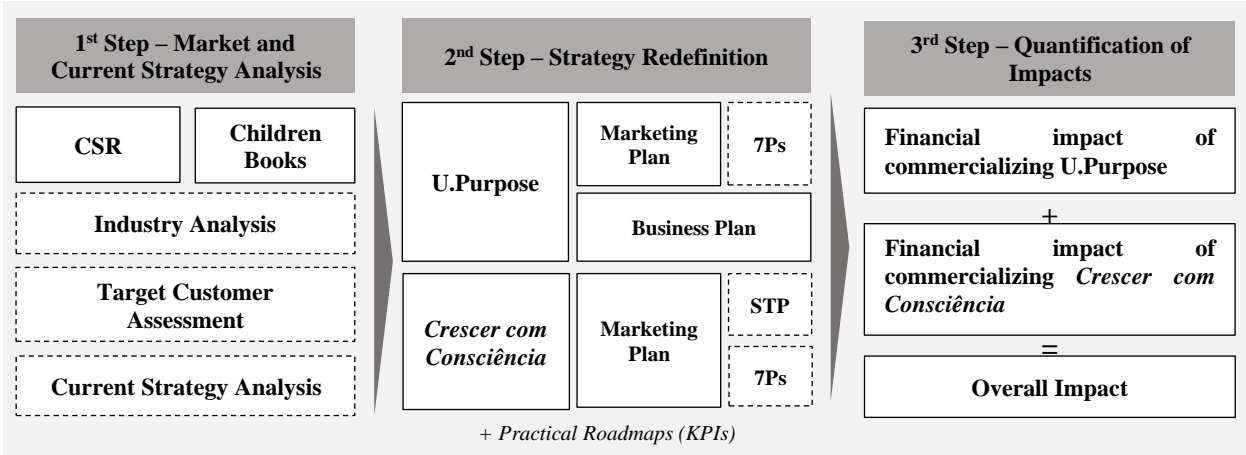 1st Step – Market and
Current Strategy Analysis
CSR
Children
Books
Industry Analysis
Target Customer
Assessment
Current Strategy Analysis
2nd Step – Strategy Redefinition
U.Purpose
Marketing
Plan
7Ps
Business Plan
Crescer com
Consciência
Marketing
Plan
STP
7Ps
+ Practical Roadmaps (KPIs)
3rd Step – Quantification of
Impacts
Financial impact of
commercializing U.Purpose
+
Financial impact of
commercializing Crescer com
Consciência
=
Overall Impact